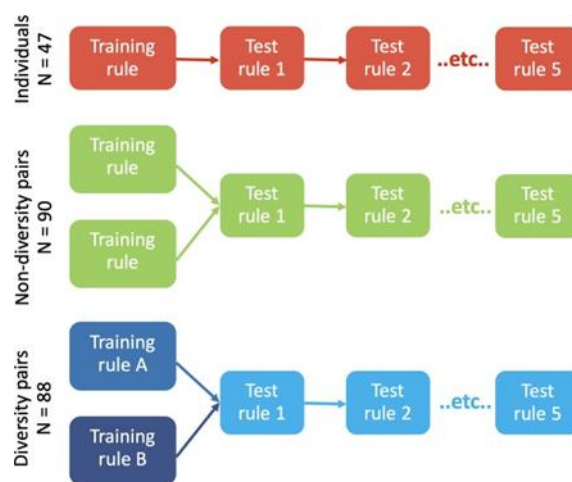 Individuals
N = 47
Training
rule
Test
rule 1
Test
rule 2
..etc..
Test
rule 5
Non-diversity pairs
N = 90
Training
rule
Training
rule
Test
rule 1
Test
rule 2
..etc..
Test
rule 5
Diversity pairs
N = 88
Training
rule A
Training
rule B
Test
rule 1
Test
rule 2
..etc..
Test
rule 5